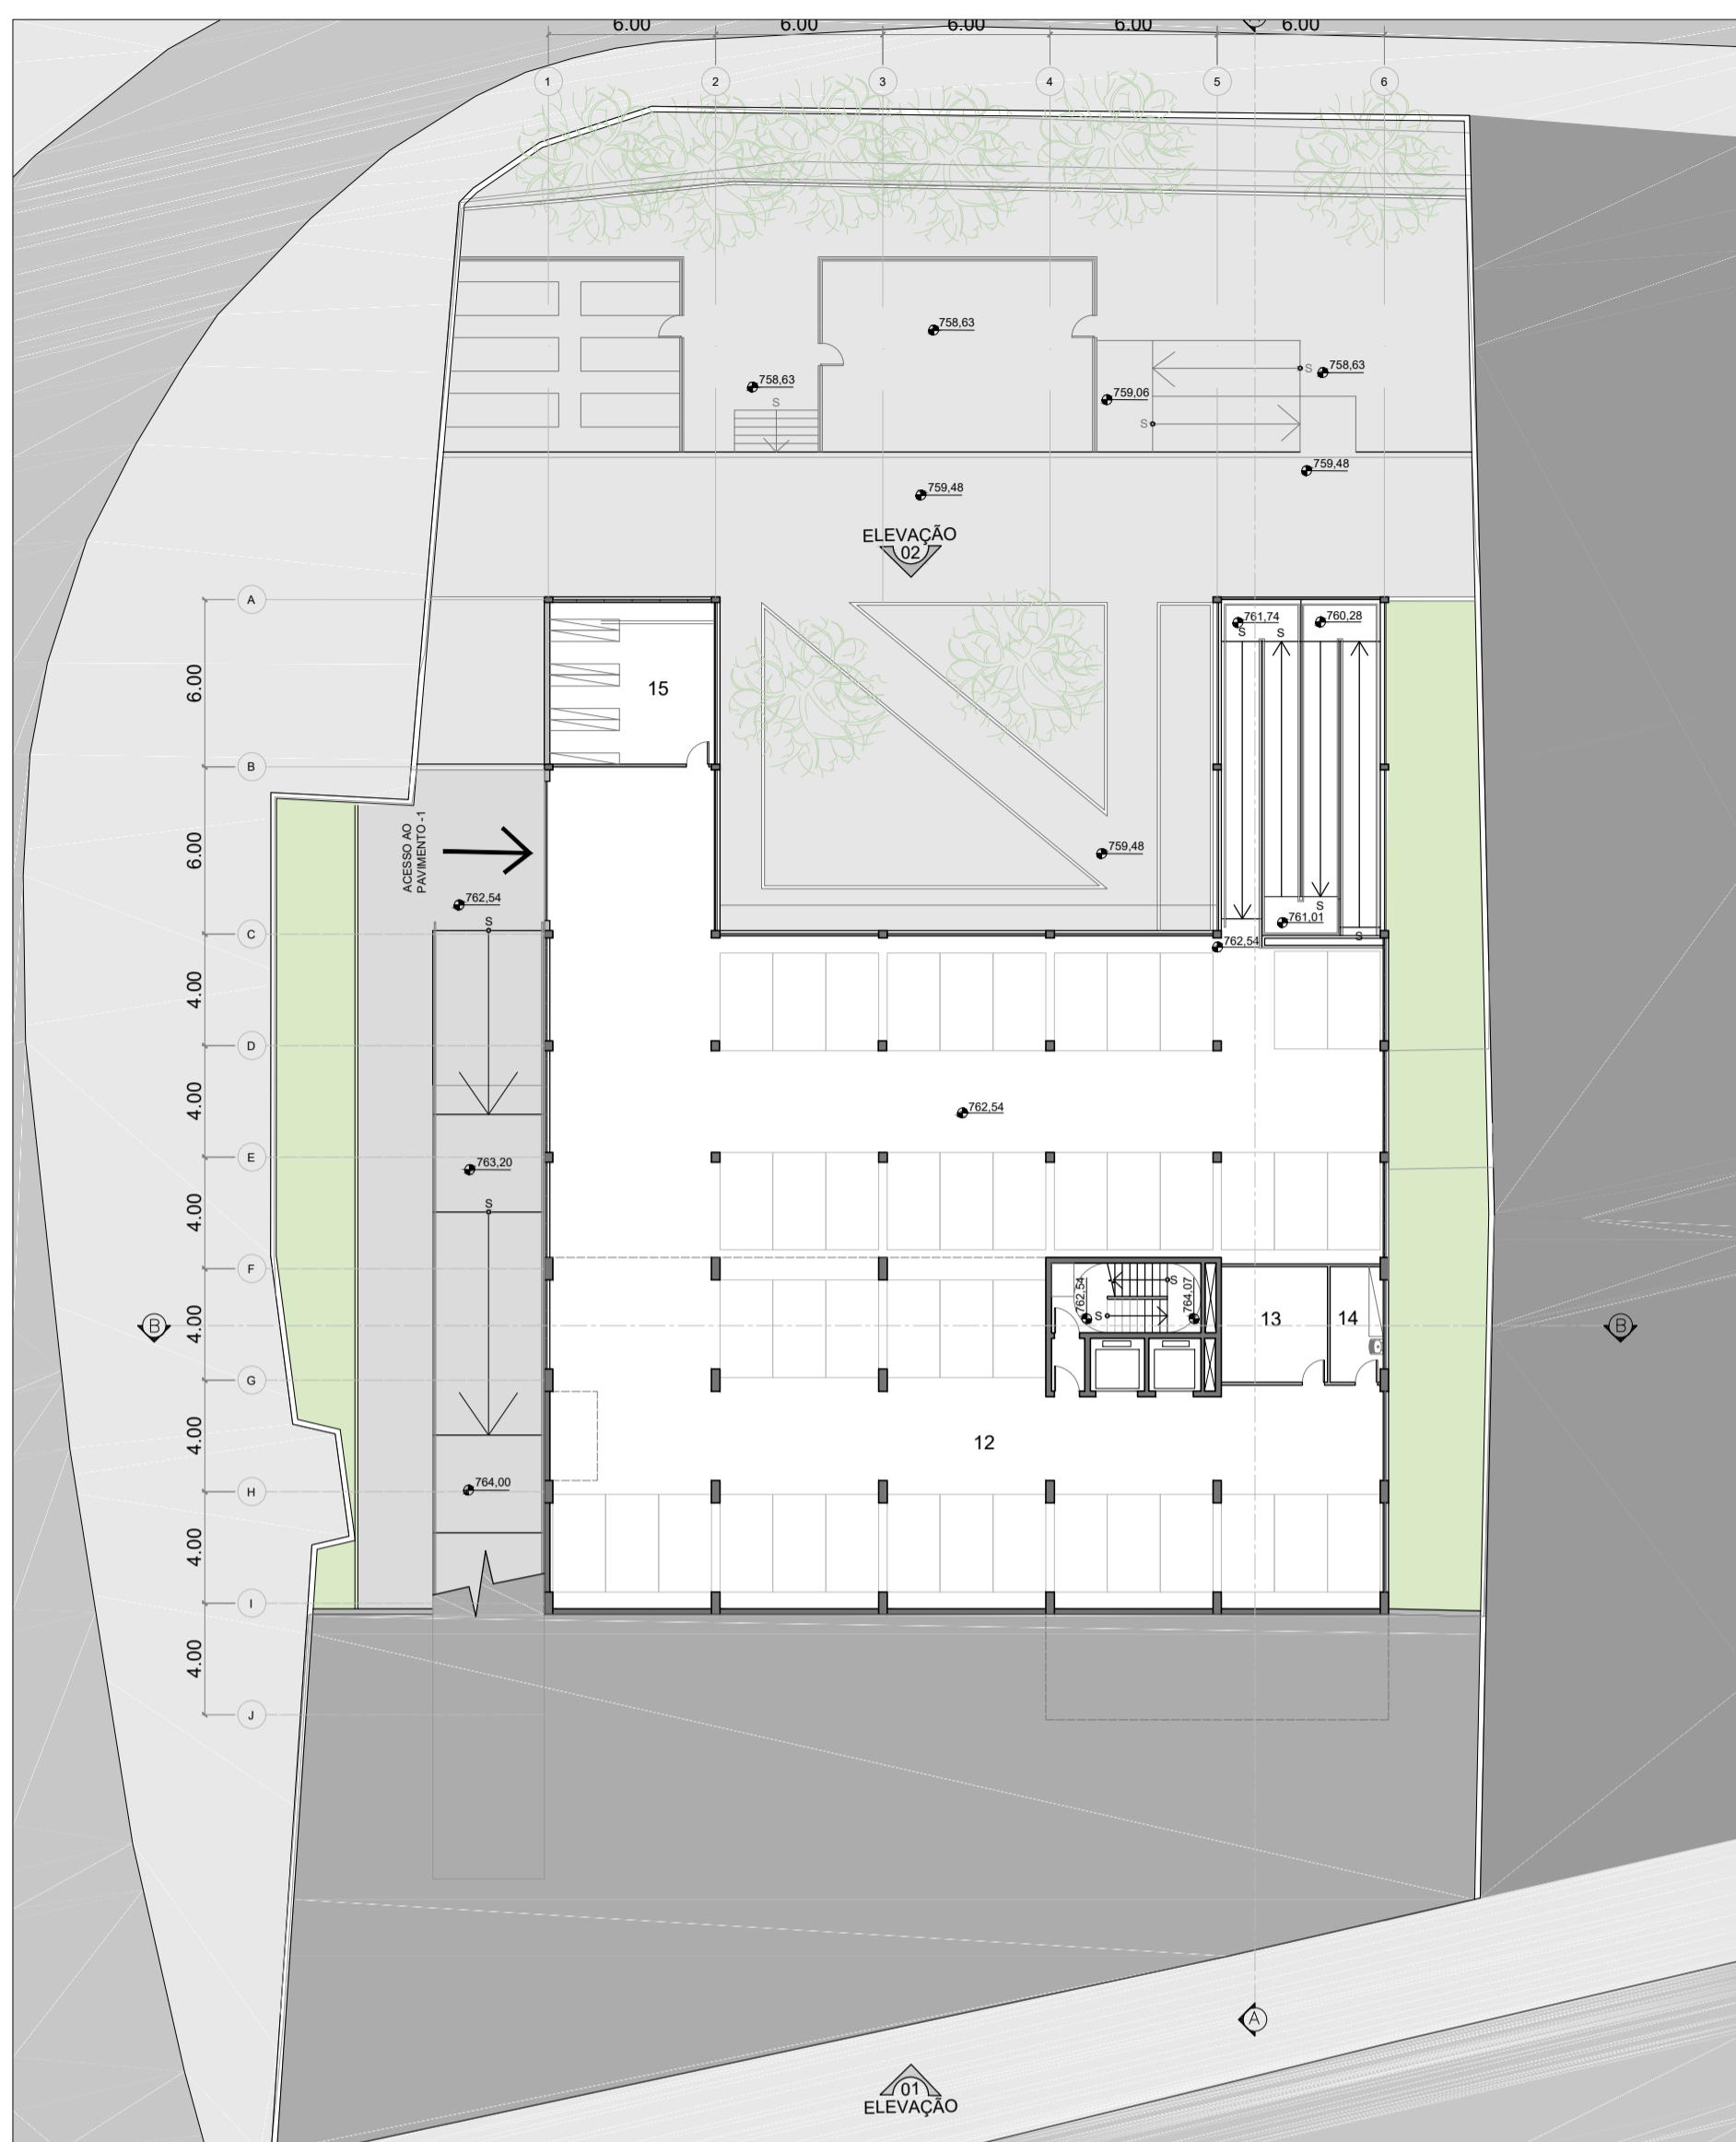 6.00 6.00 6.00 6.00 6.00
1 2 3 4 5 6
758,63
758,63
S
758,63
S
759,06
S
759,48
759,48
ELEVAÇÃO
02
A
761,74
760,28
S S
6.00
15
B
6.00
ACESSO AO
PAVIMENTO -1
759,48
762,54
S
S
761,01
C
762,54
S
4.00
D
4.00
762,54
E
763,20
S
4.00
F
762,54
S
764,07
S
13
14
B
4.00
B
G
4.00
12
H
764,00
4.00
I
4.00
J
A
01
ELEVAÇÃO